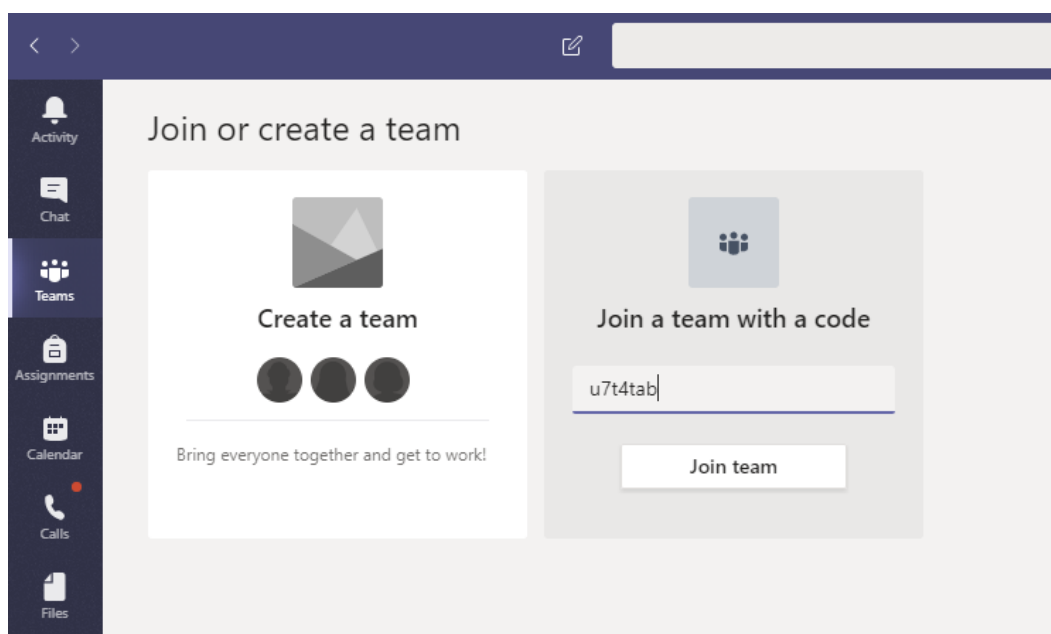 Activity
Chat
Teams
Assignments
Calendar
Calls
Files
Join or create a team
Create a team
Bring everyone together and get to work!
Join a team with a code
u7t4tab
Join team